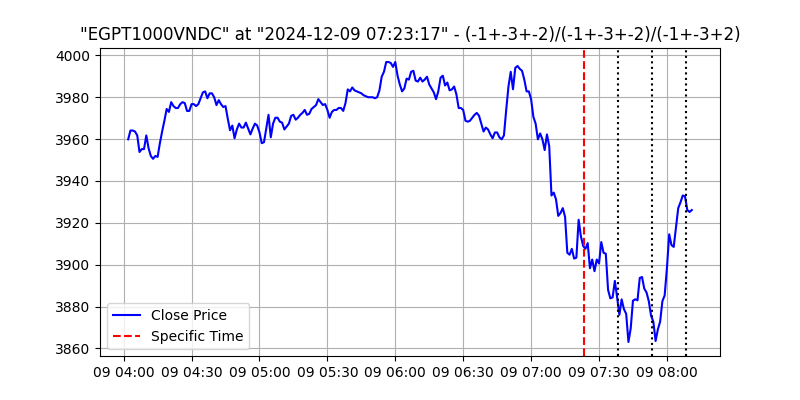 "EGPT1000VNDC" at "2024-12-09 07:23:17" - (-1+-3+-2)/(-1+-3+-2)/(-1+-3+2)
4000
3980
3960
3940
3920
3900
3880
3860
Close Price
Specific Time
09 04:00 09 04:30 09 05:00 09 05:30 09 06:00 09 06:30 09 07:00 09 07:30 09 08:00